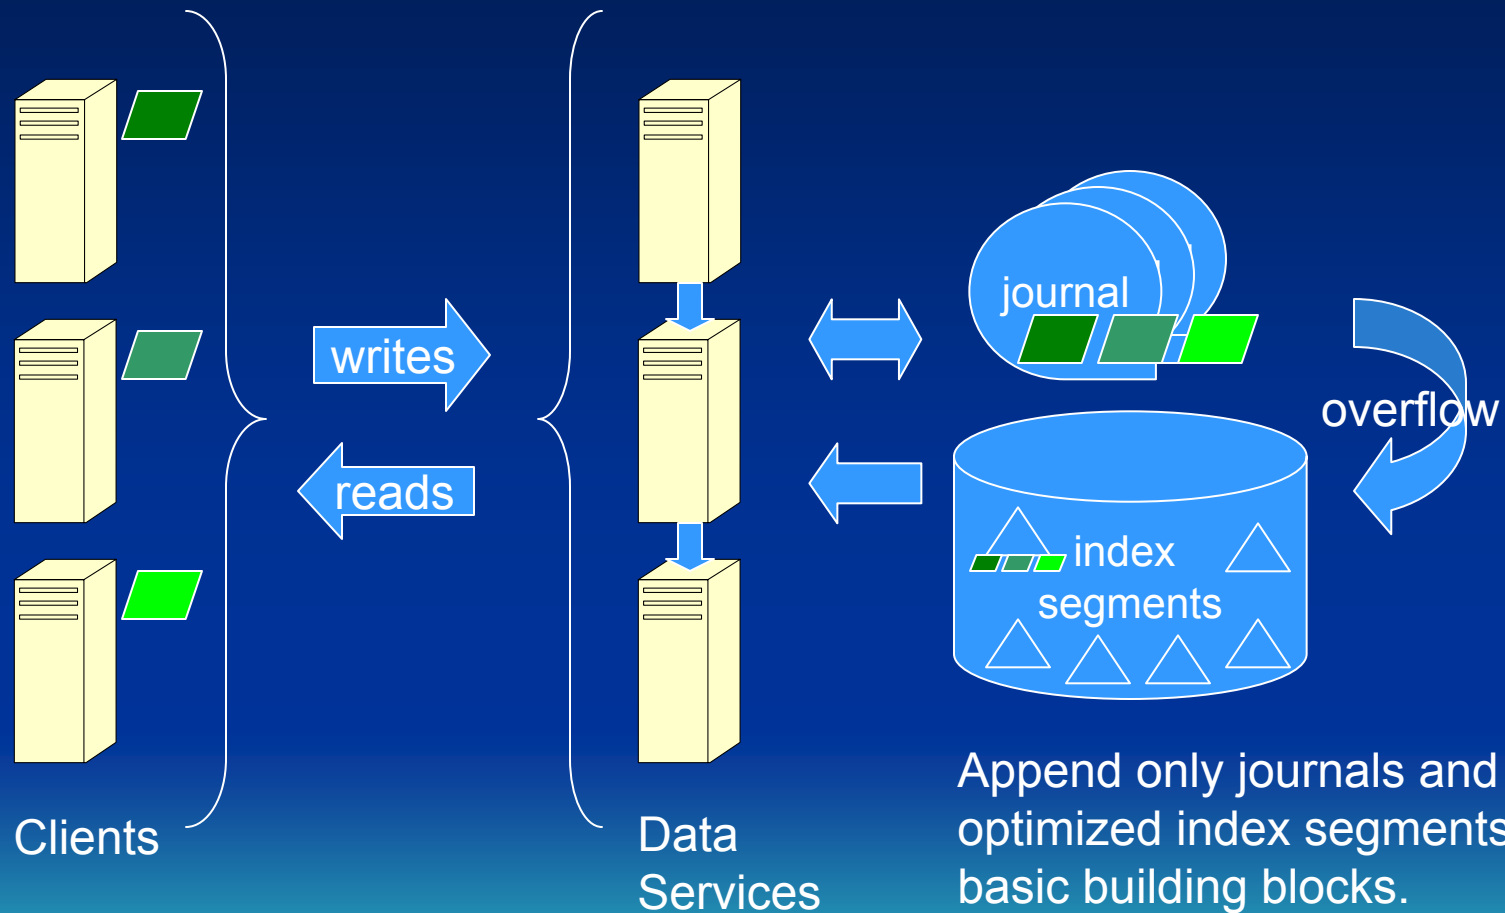 journal
writes
overflow
reads
index
segments
Clients
Data
Services
Append only journals and
optimized index segments
basic building blocks.